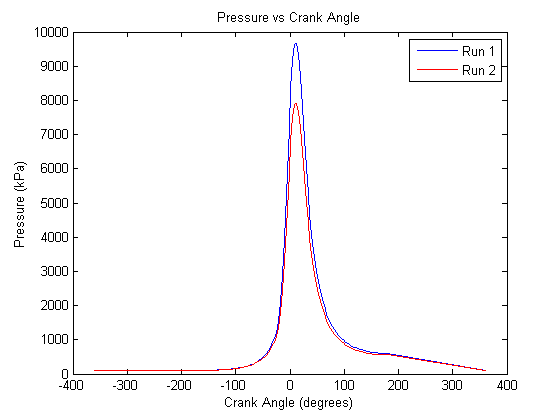 Pressure vs Crank Angle
Run 1
Run 2
Pressure (kPa)
10000
9000
8000
7000
6000
5000
4000
3000
2000
1000
0
-400 -300 -200 -100 0 100 200 300 400
Crank Angle (degrees)